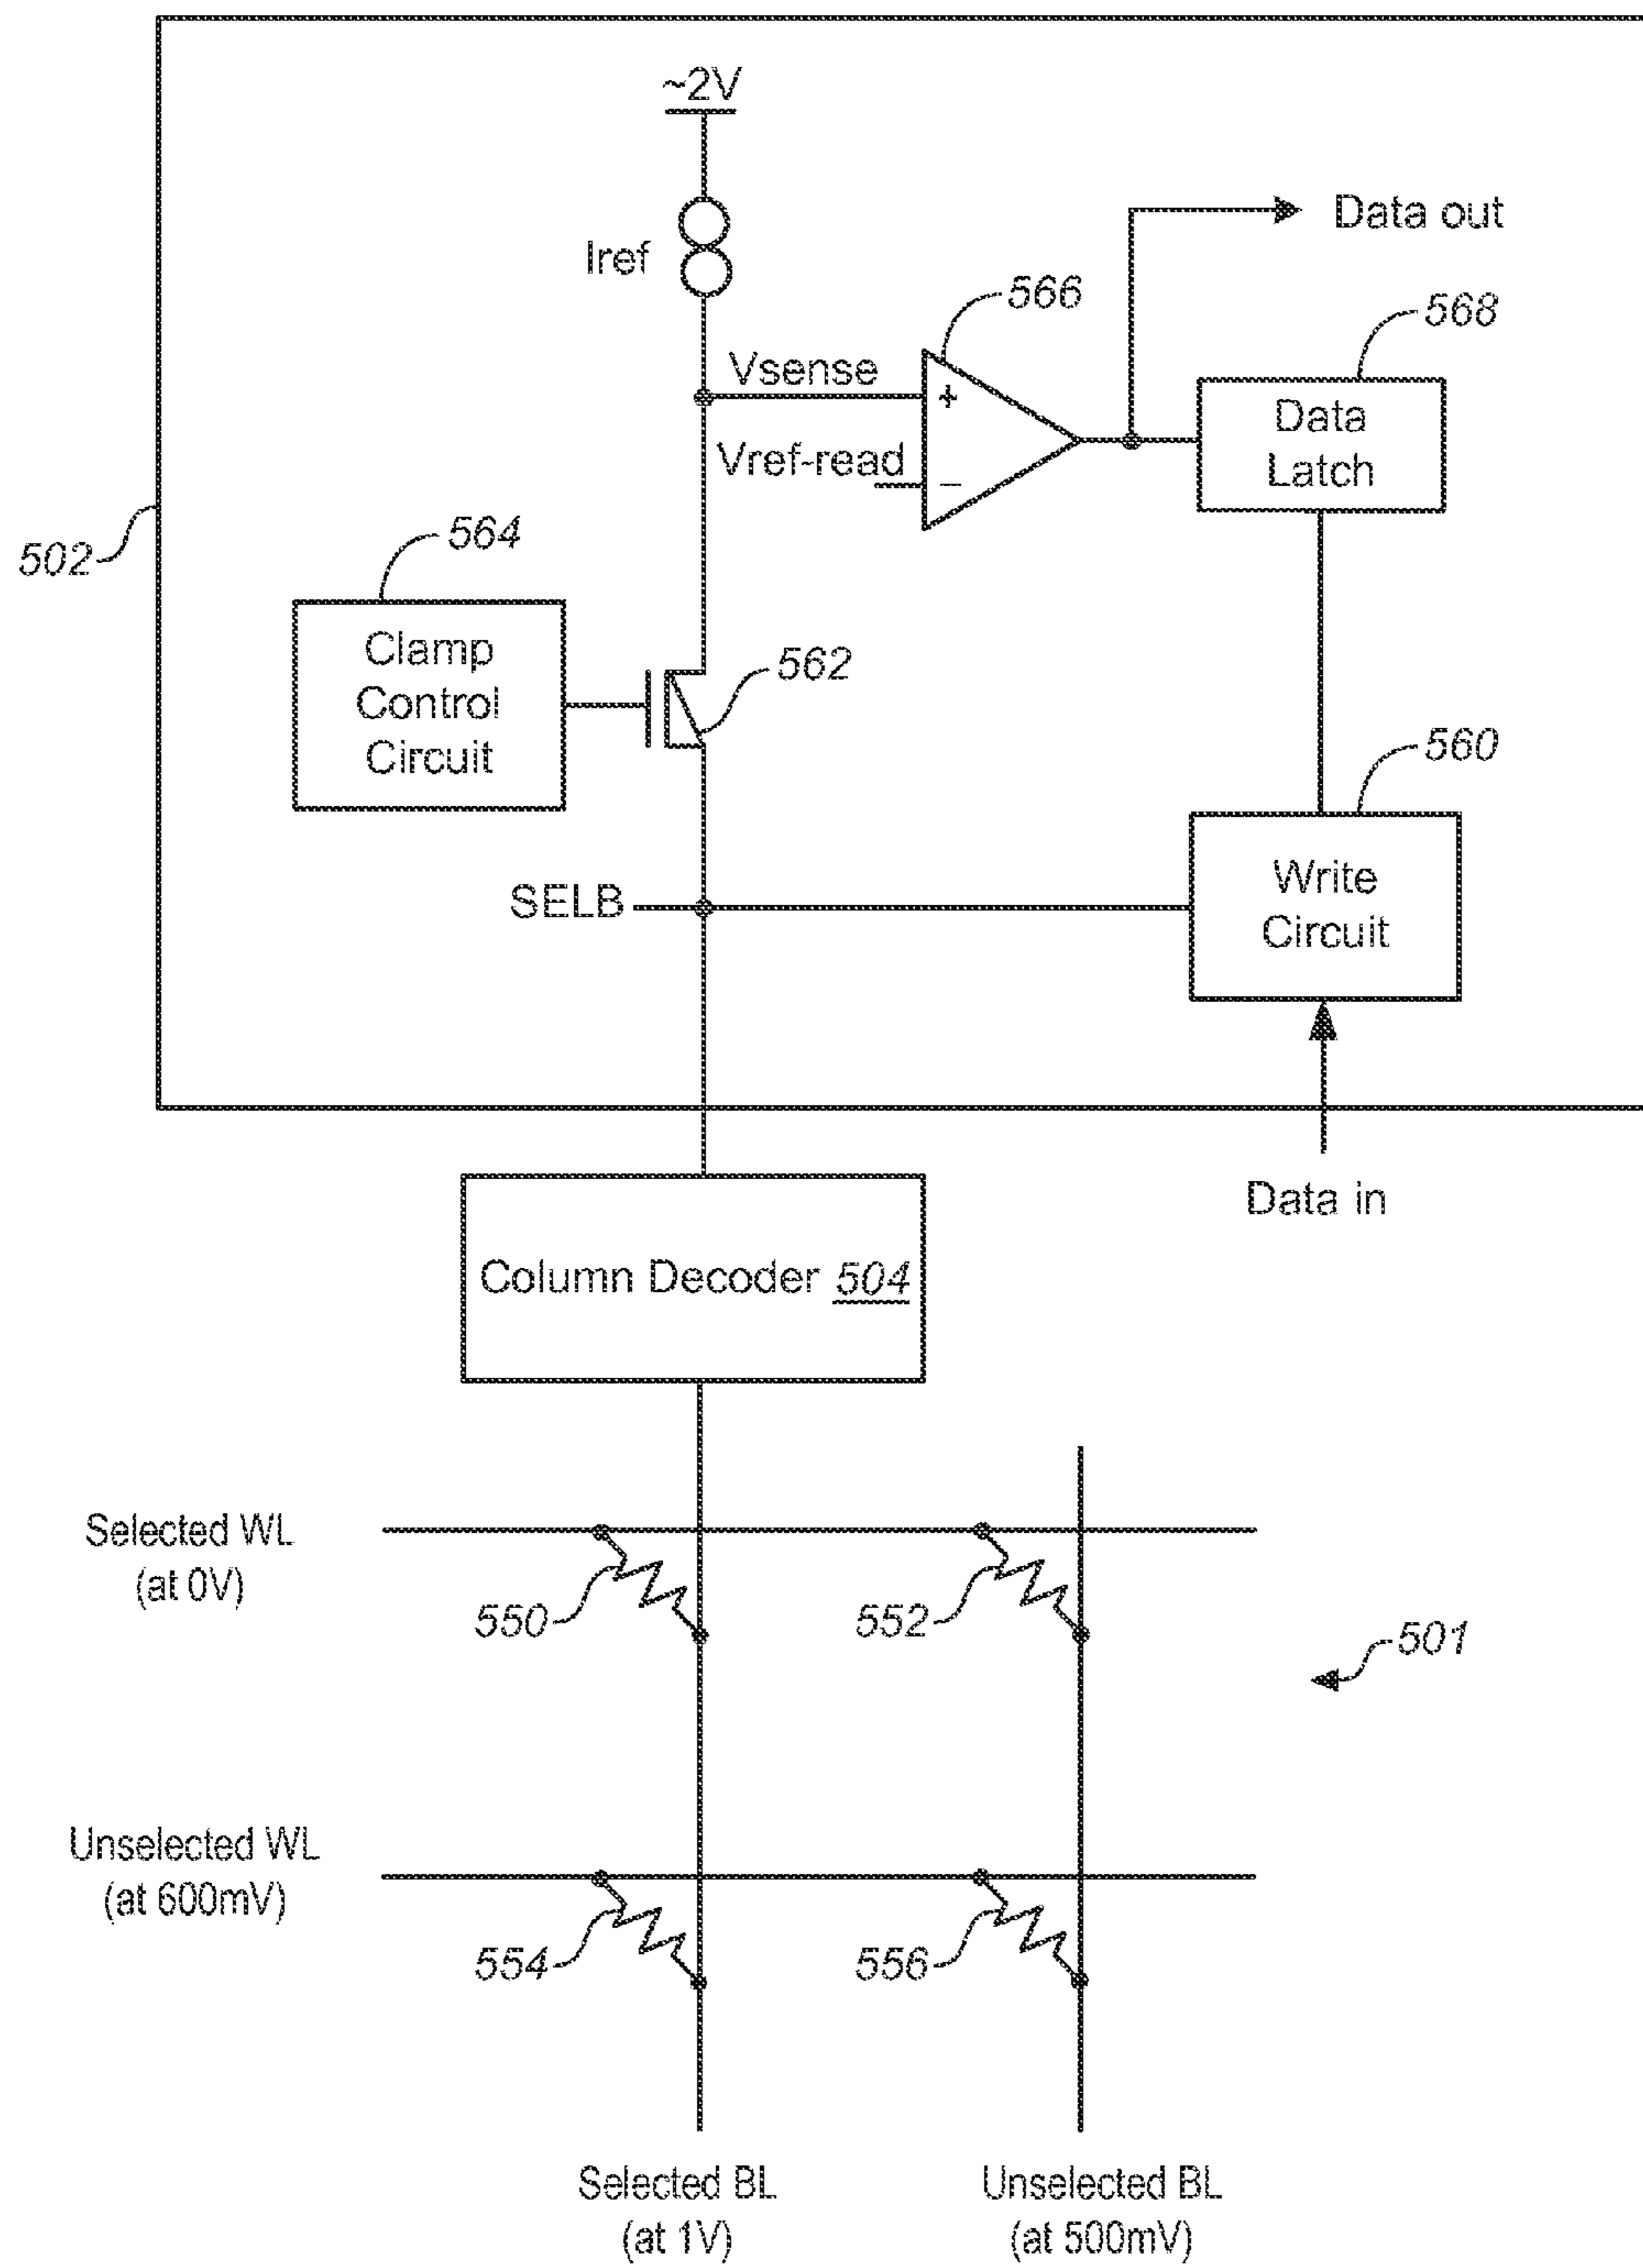 ~2V
Iref
Data out
566
568
Vsense
+
Data
Latch
Vref-read
−
502
564
Clamp
Control
Circuit
562
560
SELB
Write
Circuit
Data in
Column Decoder 504
Selected WL
(at 0V)
550
552
501
Unselected WL
(at 600mV)
554
556
Selected BL
(at 1V)
Unselected BL
(at 500mV)